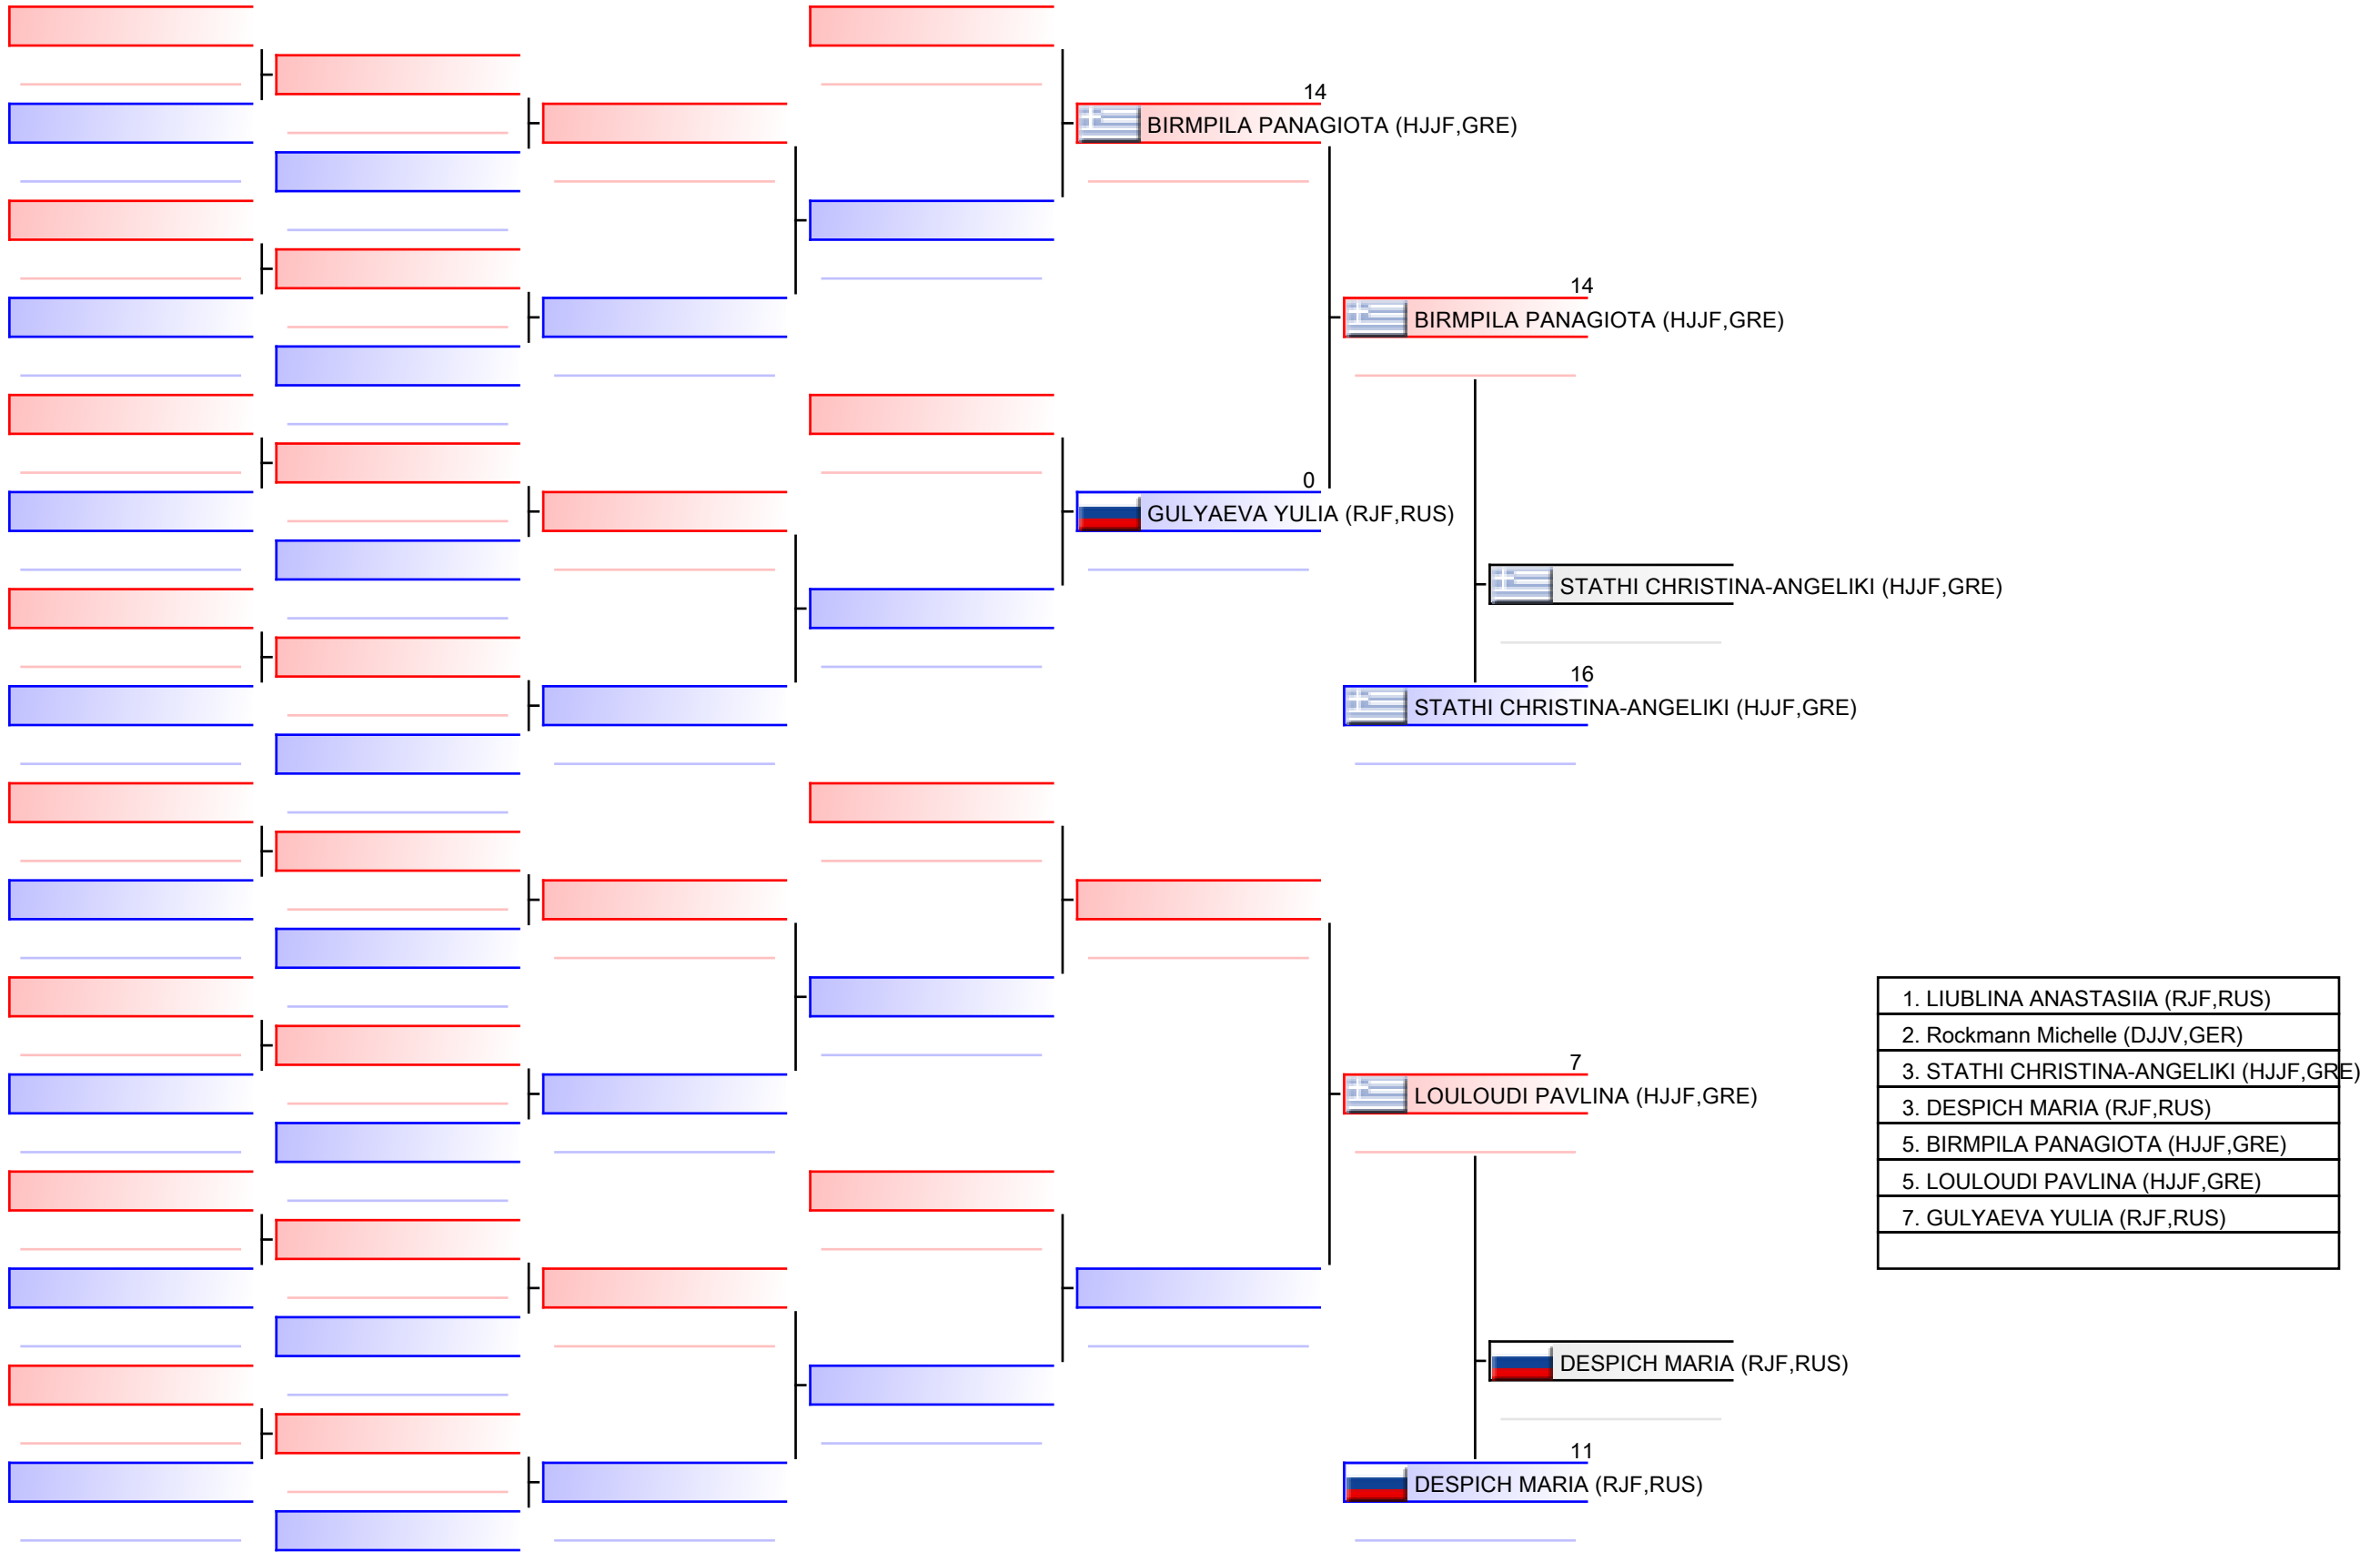 14
BIRMPILA PANAGIOTA (HJJF,GRE)
14
BIRMPILA PANAGIOTA (HJJF,GRE)
0
GULYAEVA YULIA (RJF,RUS)
STATHI CHRISTINA-ANGELIKI (HJJF,GRE)
16
STATHI CHRISTINA-ANGELIKI (HJJF,GRE)
7
LOULOUDI PAVLINA (HJJF,GRE)
DESPICH MARIA (RJF,RUS)
11
DESPICH MARIA (RJF,RUS)
1. LIUBLINA ANASTASIIA (RJF,RUS)
2. Rockmann Michelle (DJJV,GER)
3. STATHI CHRISTINA-ANGELIKI (HJJF,GRE)
3. DESPICH MARIA (RJF,RUS)
5. BIRMPILA PANAGIOTA (HJJF,GRE)
5. LOULOUDI PAVLINA (HJJF,GRE)
7. GULYAEVA YULIA (RJF,RUS)